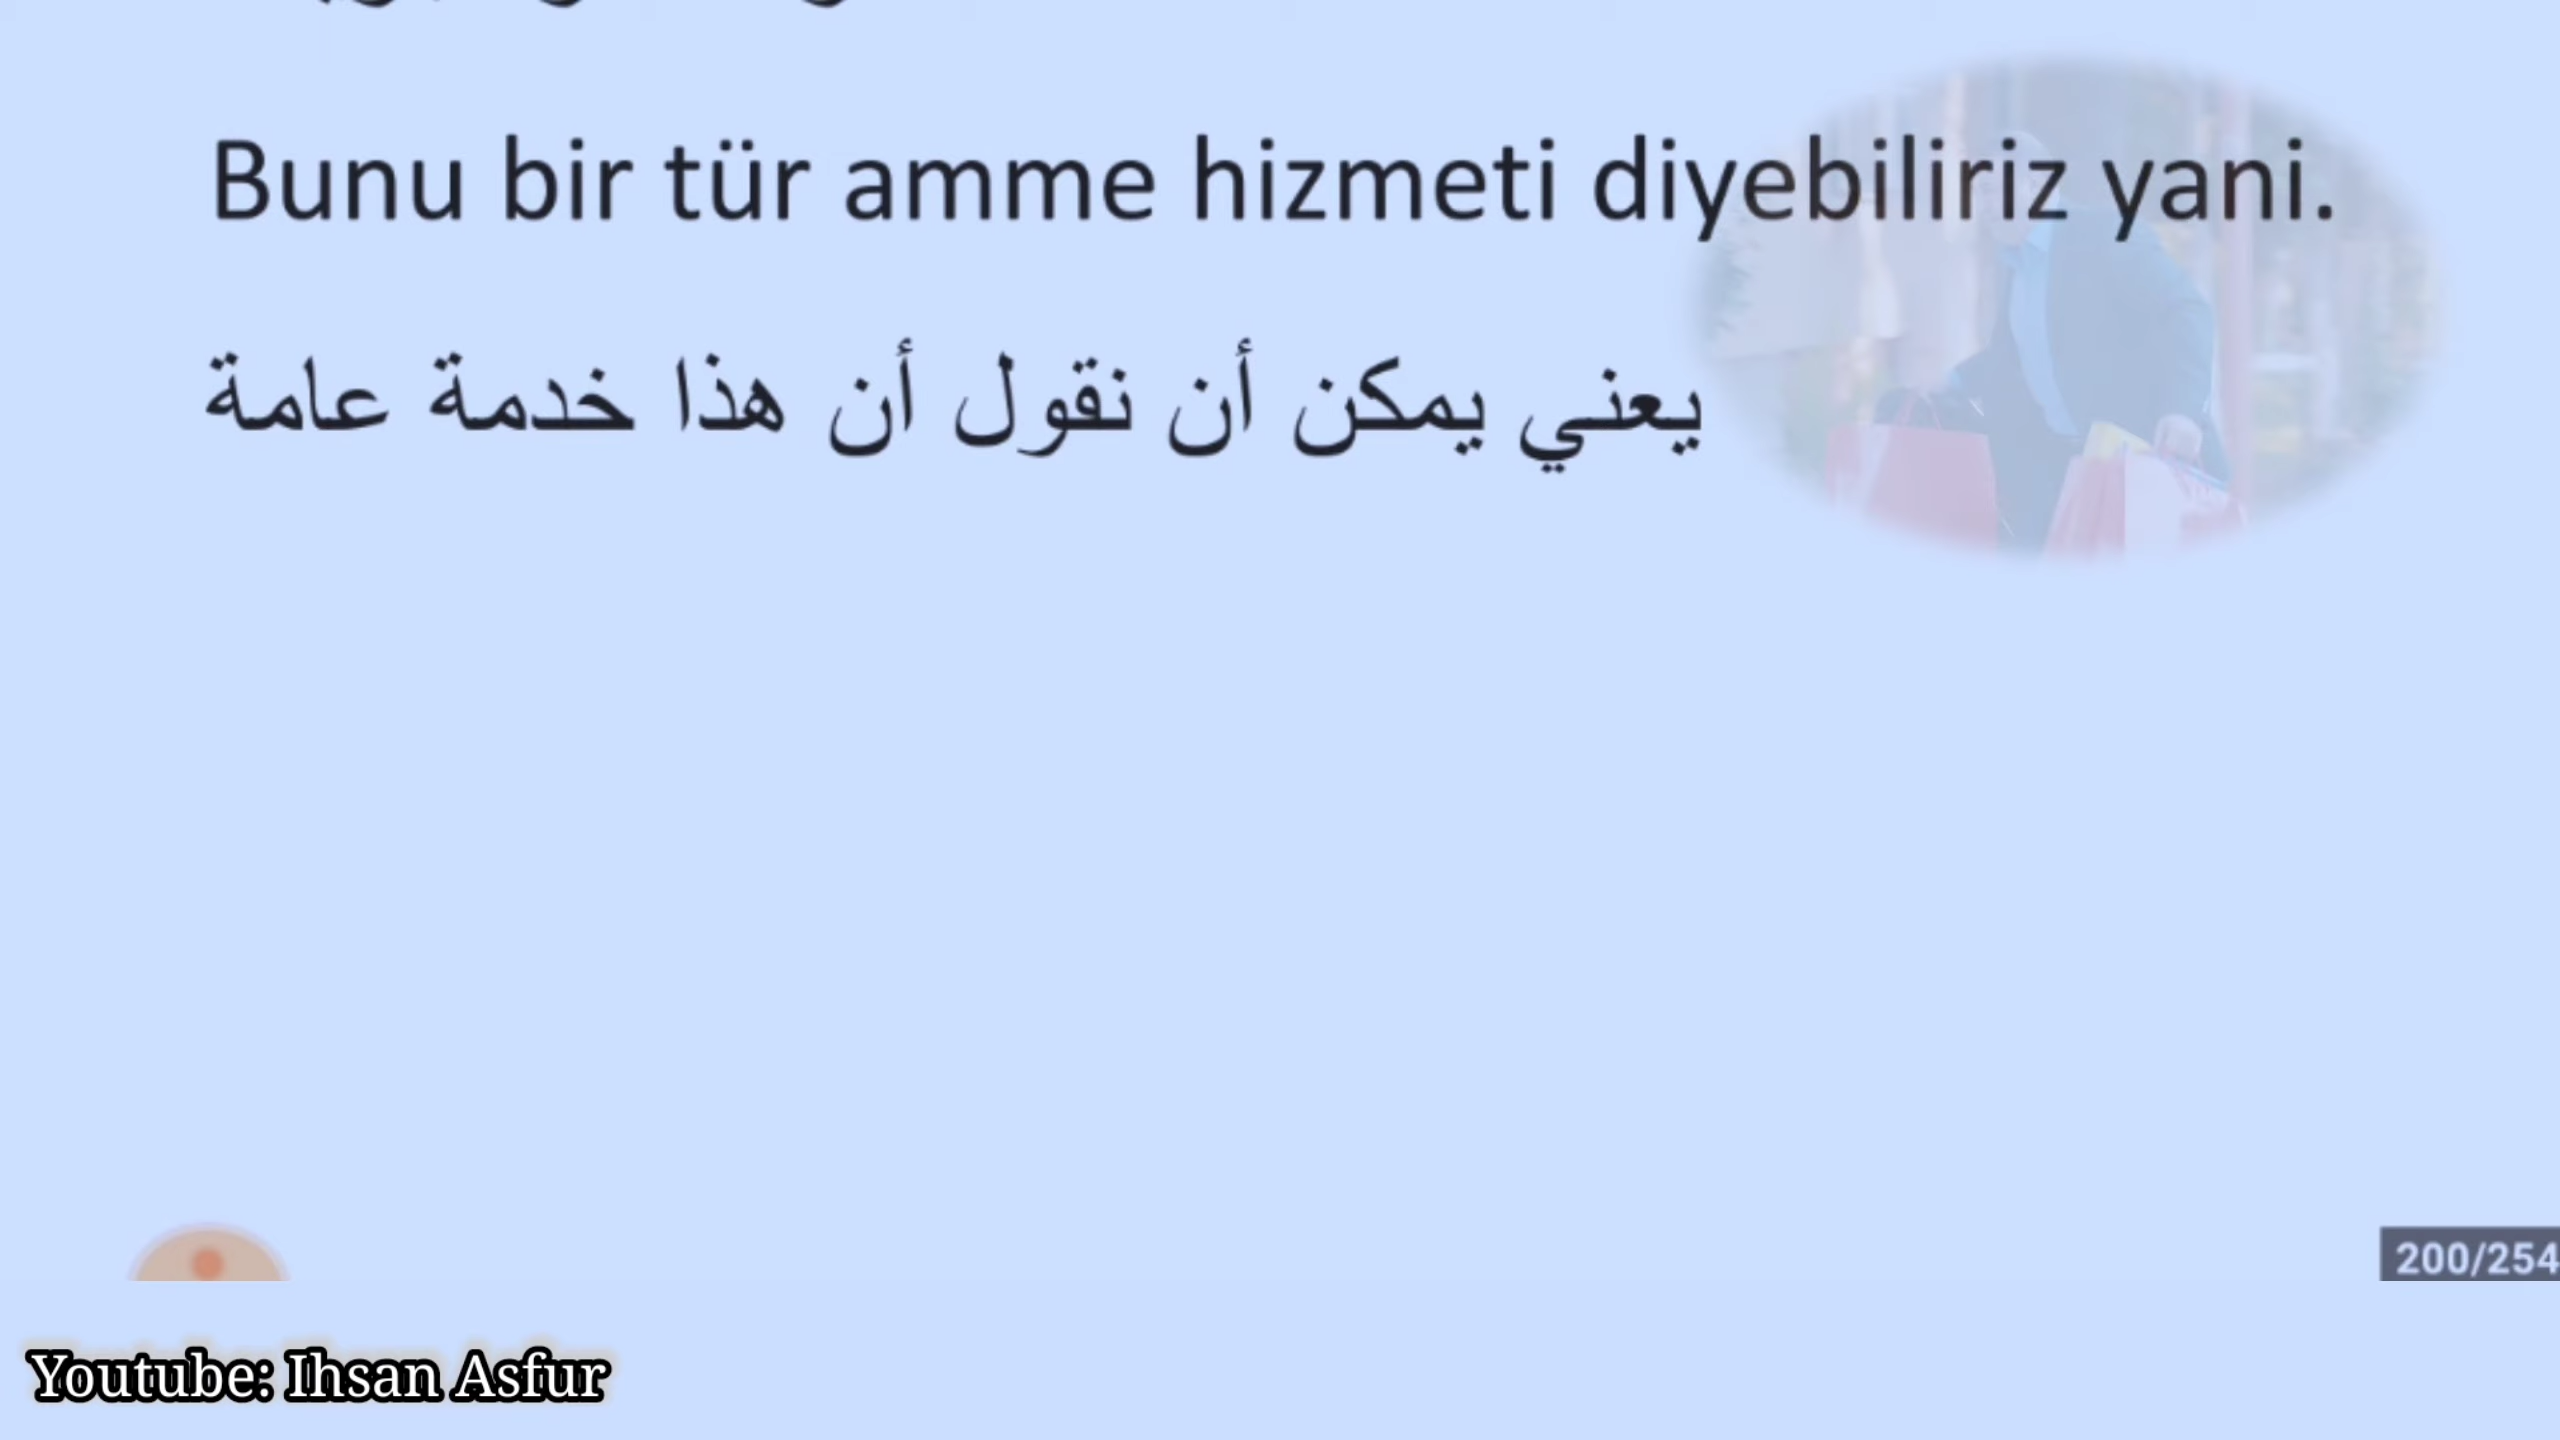 Bunu bir tür amme hizmeti diyebiliriz yani.
يعني يمكن أن نقول أن هذا خدمة عامة
200/254
Youtube: Ihsan Asfur